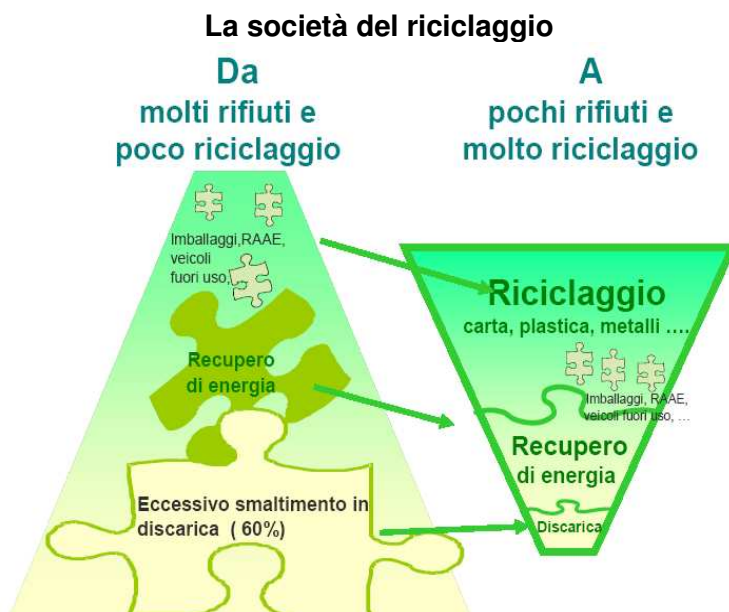 La società del riciclaggio
Da
molti rifiuti e
poco riciclaggio
A
pochi rifiuti e
molto riciclaggio
Imballaggi,RAAE,
veicoli
fuori uso,
Recupero
di energia
Eccessivo smaltimento in
discarica ( 60%)
Riciclaggio
carta, plastica, metalli ....
Imballaggi, RAAE,
veicoli fuori uso, ...
Recupero
di energia
Discarica